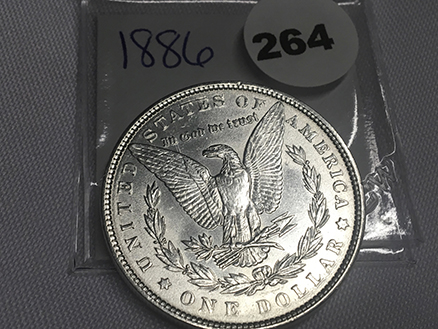 1886
264
UNITED STATES OF AMERICA
In God we trust
ONE DOLLAR